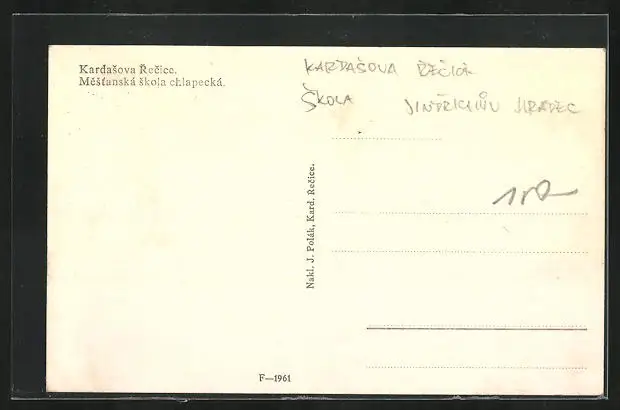 Kardašova Řečice.
Měšťanská škola chlapecká.
KARDAŠOVA ŘEČICE
ŠKOLA JINDŘICHŮV HRADEC
Nakl. J. Polák, Kard. Řečice.
F—1961